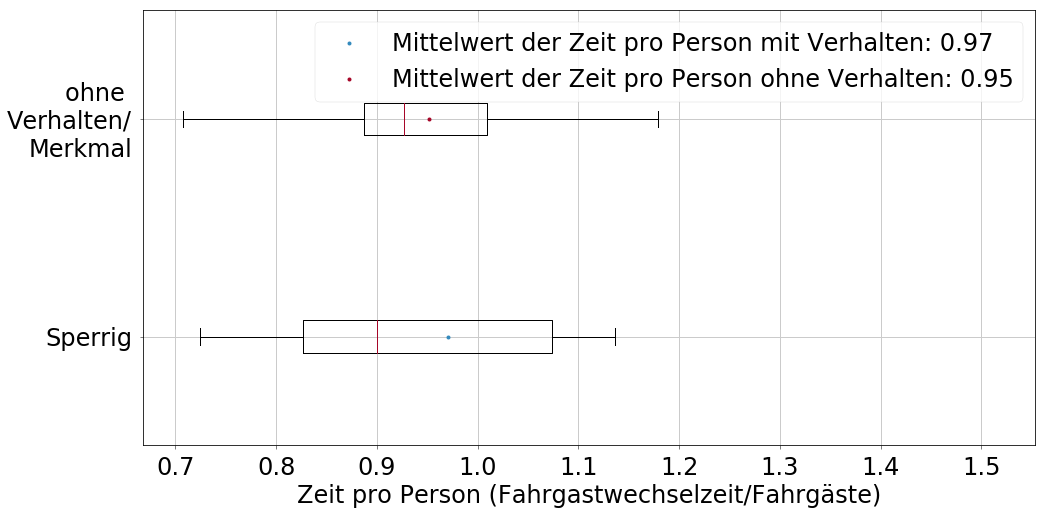 Mittelwert der Zeit pro Person mit Verhalten: 0.97
Mittelwert der Zeit pro Person ohne Verhalten: 0.95
ohne
Verhalten/
Merkmal
Sperrig
0.7 0.8 0.9 1.0 1.1 1.2 1.3 1.4 1.5
Zeit pro Person (Fahrgastwechselzeit/Fahrgäste)